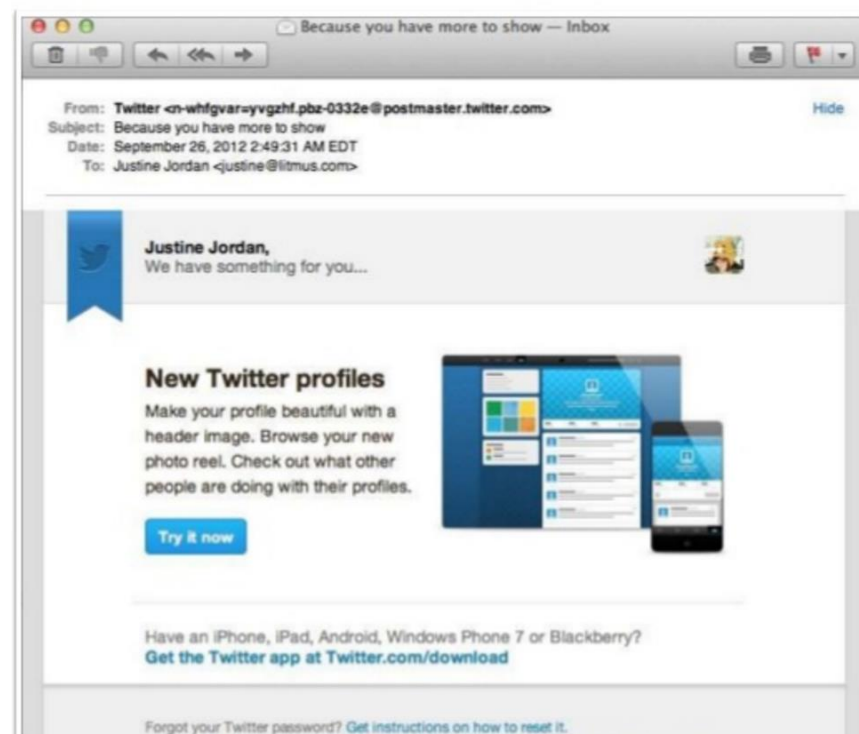 Because you have more to show — Inbox
From: Twitter <n-whfgvar=yvgzhf.pbz-0332e@postmaster.twitter.com>
Hide
Subject: Because you have more to show
Date: September 26, 2012 2:49:31 AM EDT
To: Justine Jordan <justine@litmus.com>
Justine Jordan,
We have something for you...
New Twitter profiles
Make your profile beautiful with a
header image. Browse your new
photo reel. Check out what other
people are doing with their profiles.
Try it now
Have an iPhone, iPad, Android, Windows Phone 7 or Blackberry?
Get the Twitter app at Twitter.com/download
Forgot your Twitter password? Get instructions on how to reset it.